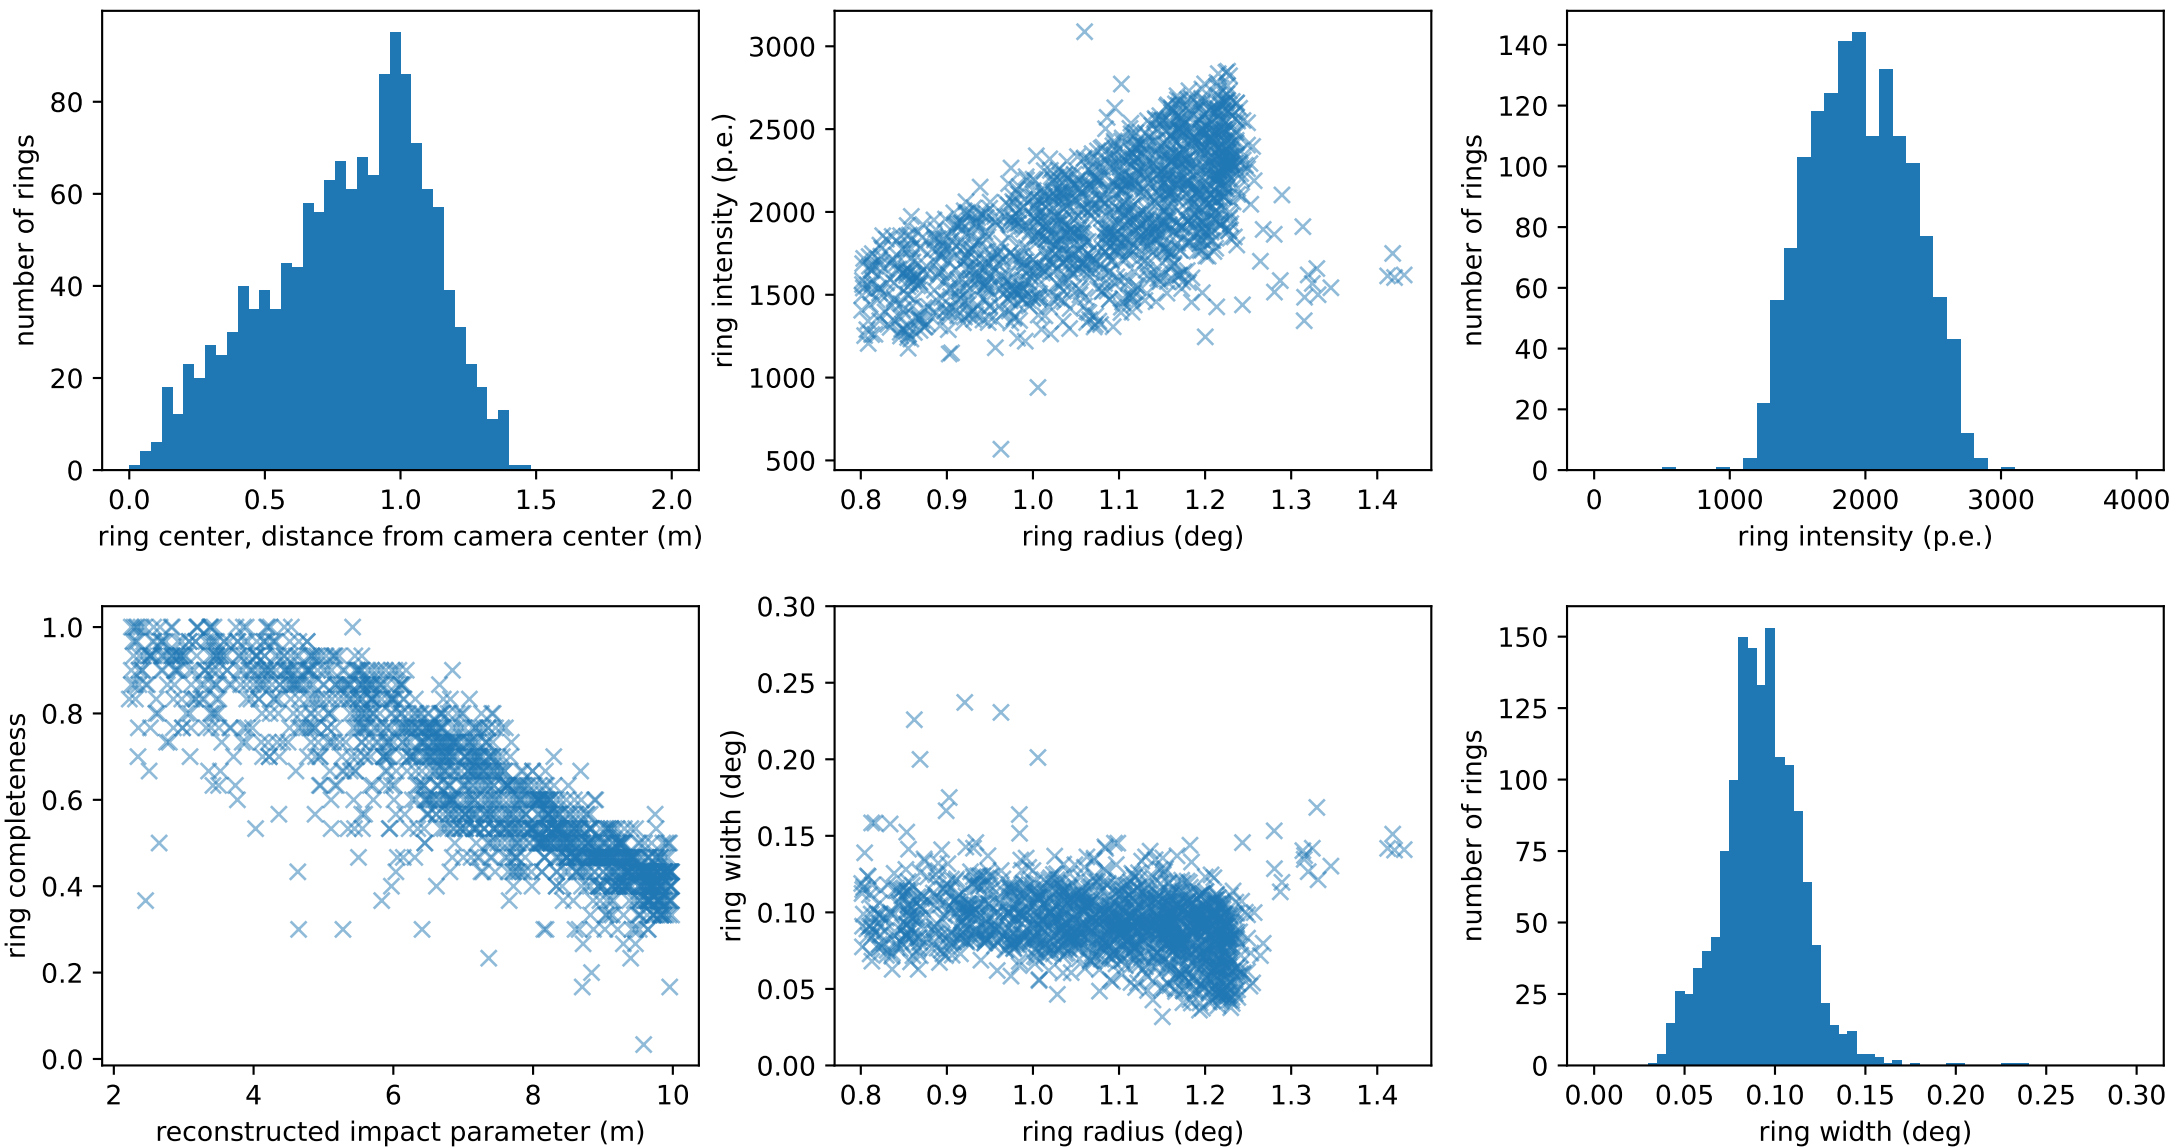 80
60
40
20
0
number of rings
0.0 0.5 1.0 1.5 2.0
ring center, distance from camera center (m)
3000
2500
2000
1500
1000
500
ring intensity (p.e.)
0.8 0.9 1.0 1.1 1.2 1.3 1.4
ring radius (deg)
140
120
100
80
60
40
20
0
number of rings
0 1000 2000 3000 4000
ring intensity (p.e.)
1.0
0.8
0.6
0.4
0.2
0.0
ring completeness
2 4 6 8 10
reconstructed impact parameter (m)
0.30
0.25
0.20
0.15
0.10
0.05
0.00
ring width (deg)
0.8 0.9 1.0 1.1 1.2 1.3 1.4
ring radius (deg)
150
125
100
75
50
25
0
number of rings
0.00 0.05 0.10 0.15 0.20 0.25 0.30
ring width (deg)